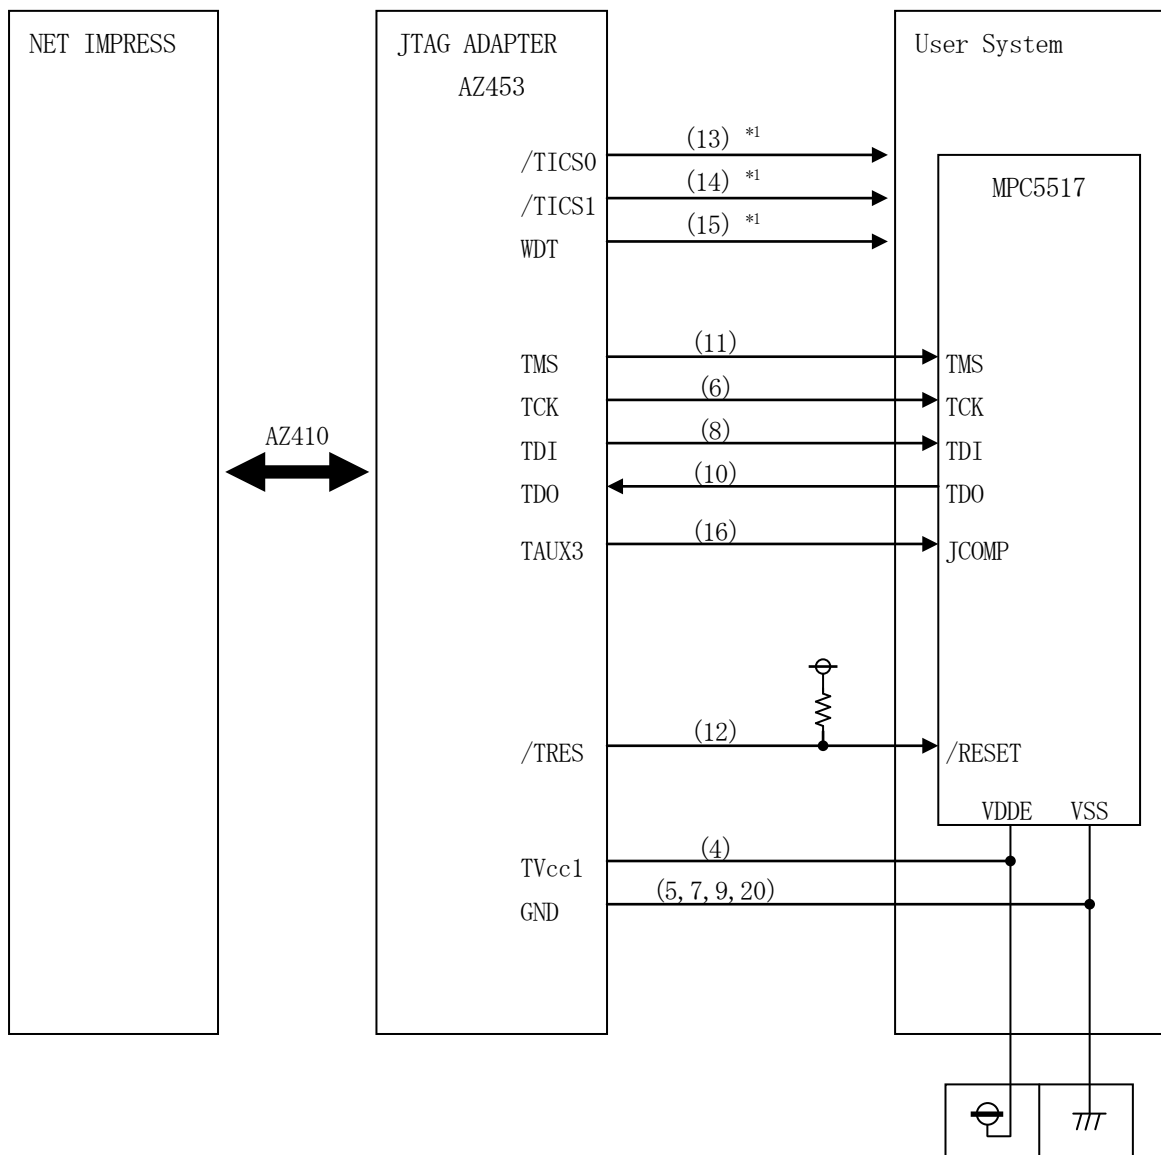 NET IMPRESS
JTAG ADAPTER
AZ453
User System
MPC5517
/TICS0
(13) *1
/TICS1
(14) *1
WDT
(15) *1
TMS
(11)
TMS
TCK
(6)
TCK
AZ410
TDI
(8)
TDI
TDO
(10)
TDO
TAUX3
(16)
JCOMP
/TRES
(12)
/RESET
VDDE
VSS
TVcc1
(4)
GND
(5,7,9,20)